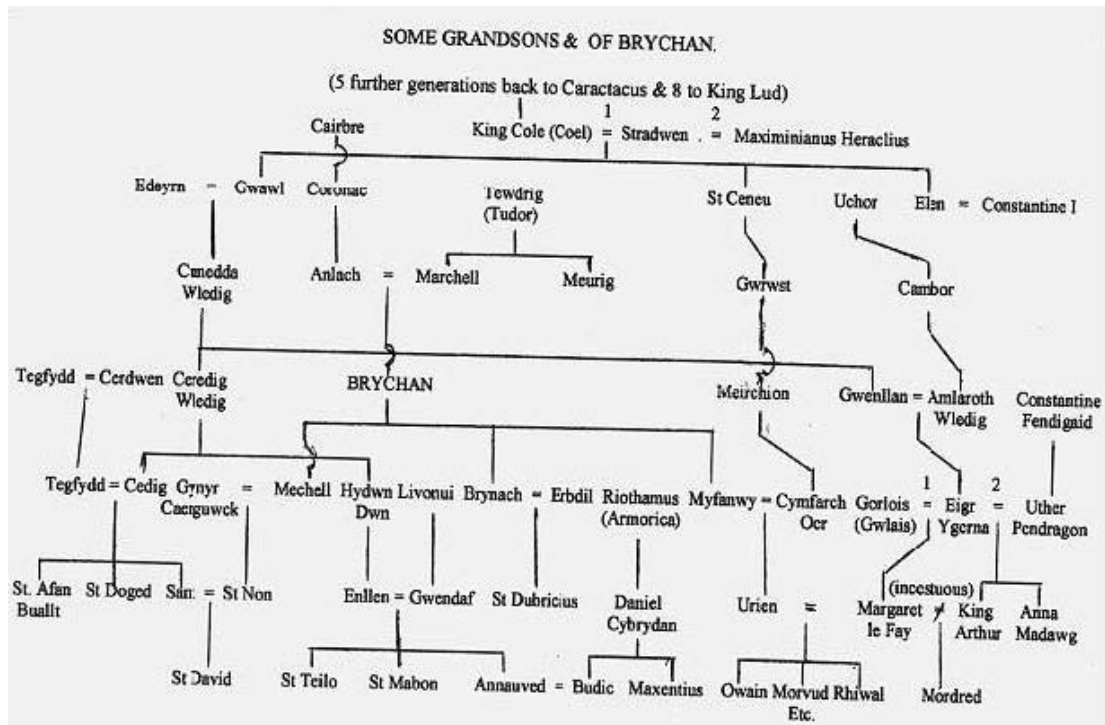 SOME GRANDSONS & OF BRYCHAN.
(5 further generations back to Caractacus & 8 to King Lud)
1 2
Cairbre King Cole (Coel) = Stradwen . = Maximinianus Heraclius
Edeyrn = Gwawl Coronac Tewdrig St Ceneu Uchor Elen = Constantine I
(Tudor)
Cunedda Anlach = Marchell Meurig Gwrwst Cambor
Wledig
Tegfydd = Cerdwen Ceredig BRYCHAN Meirchion Gwenllan = Amlaroth Constantine
Wledig Wledig Fendigaid
1 2
Tegfydd = Cedig Gynyr = Mechell Hydwn Livonui Brynach = Erbdil Riothamus Myfanwy = Cymfarch Gorlois = Eigr = Uther
Caerguwck Dwn (Armorica) Ocr (Gwlais) Ygerna Pendragon
(incestuous)
St. Afan St Doged = St Non Enllen = Gwendaf St Dubricius Daniel Urien = Margaret ≠ King Anna
Buallt Cybrydan le Fay Arthur Madawg
St David St Teilo St Mabon Annauved = Budic Maxentius Owain Morvud Rhiwal Mordred
Etc.